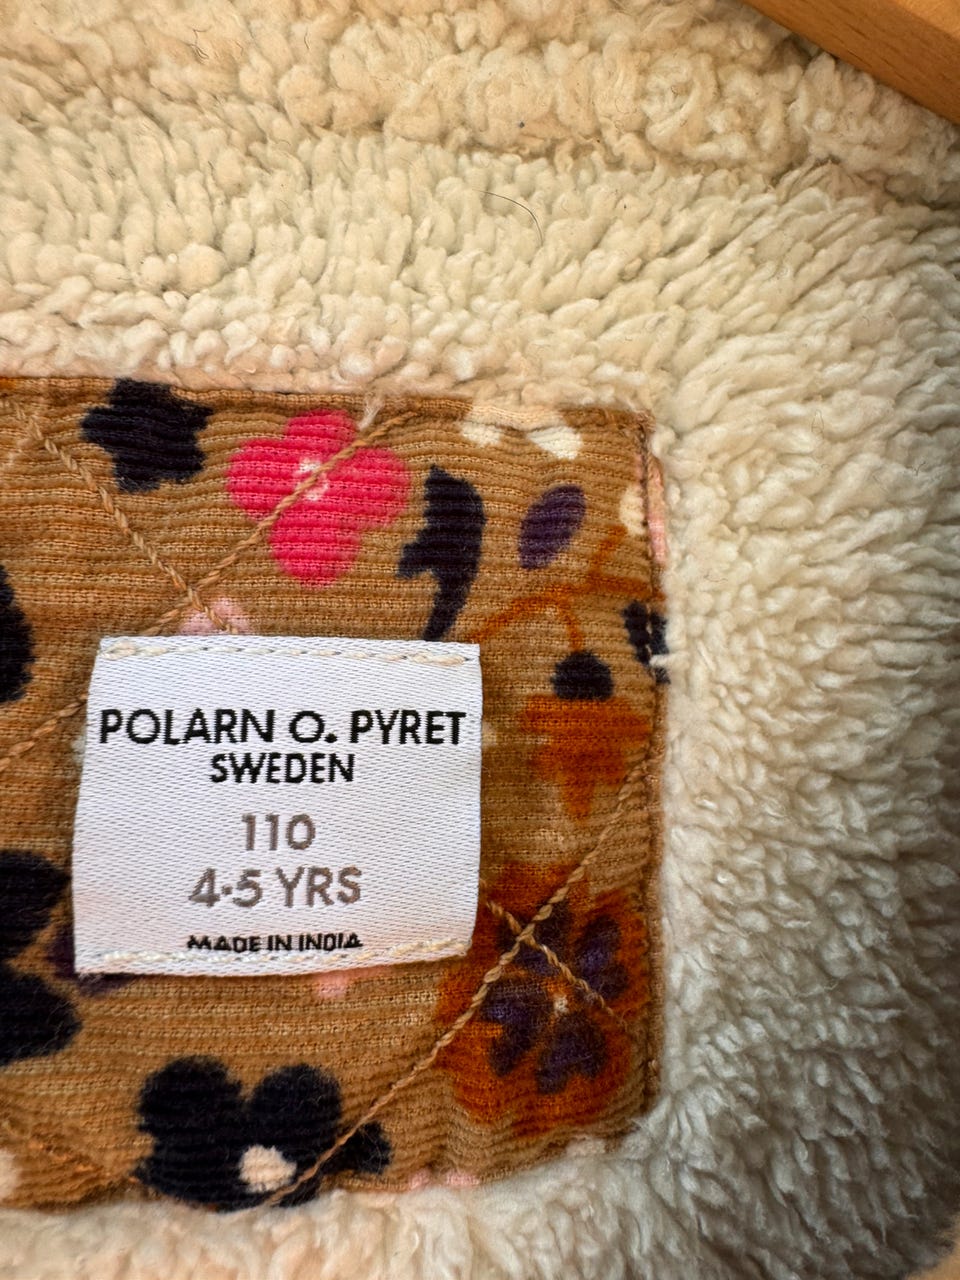 POLARN O. PYRET
SWEDEN
110
4-5 YRS
MADE IN INDIA